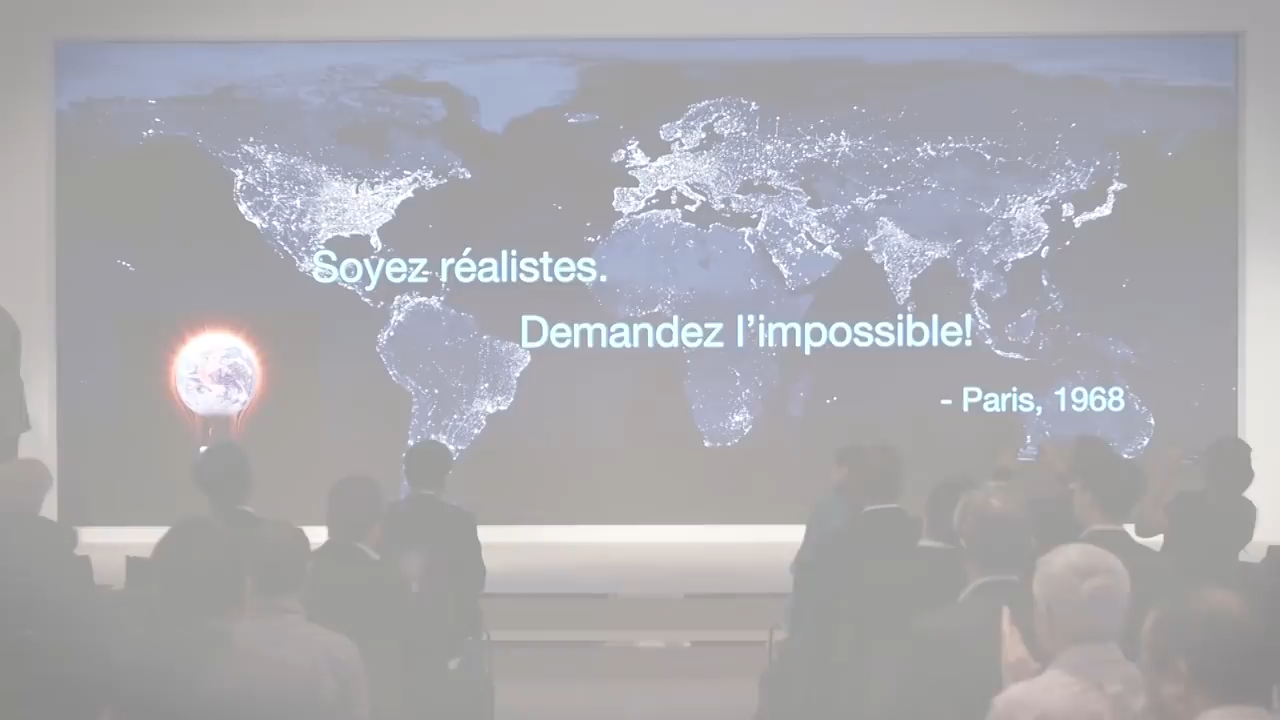 Soyez réalistes.
Demandez l'impossible!
- Paris, 1968